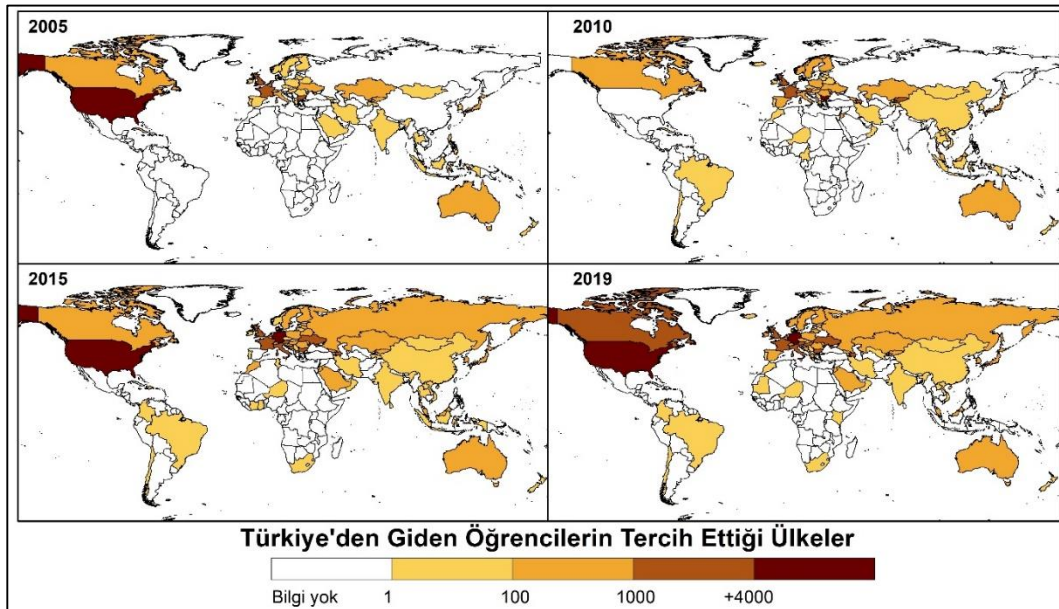 2005
2010
2015
2019
Türkiye'den Giden Öğrencilerin Tercih Ettiği Ülkeler
Bilgi yok 1 100 1000 +4000